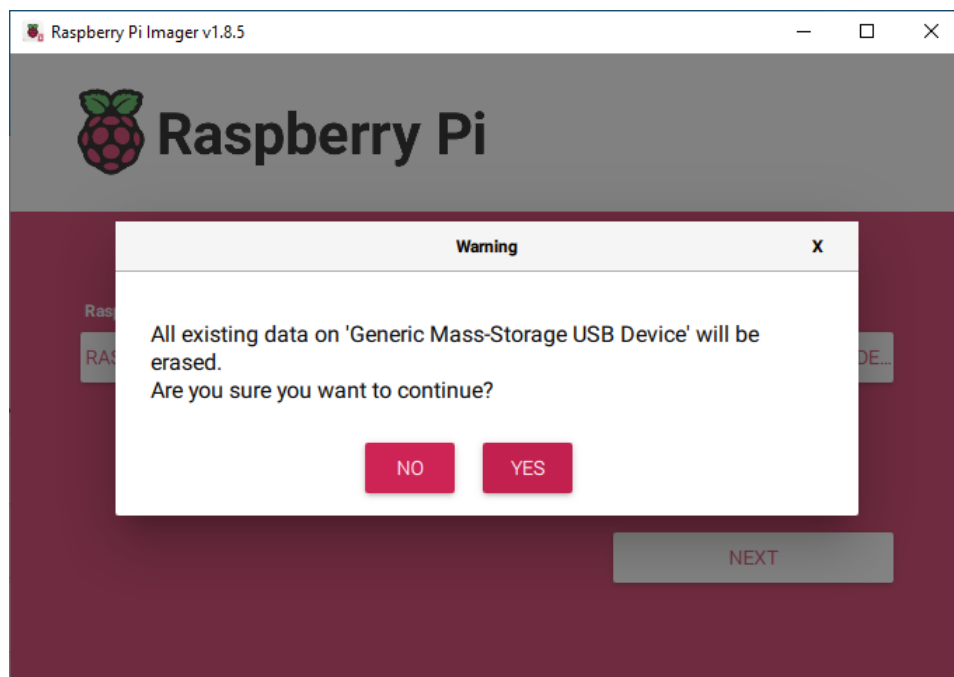 Raspberry Pi Imager v1.8.5
Raspberry Pi
Warning
X
All existing data on 'Generic Mass-Storage USB Device' will be
erased.
Are you sure you want to continue?
NO YES
NEXT